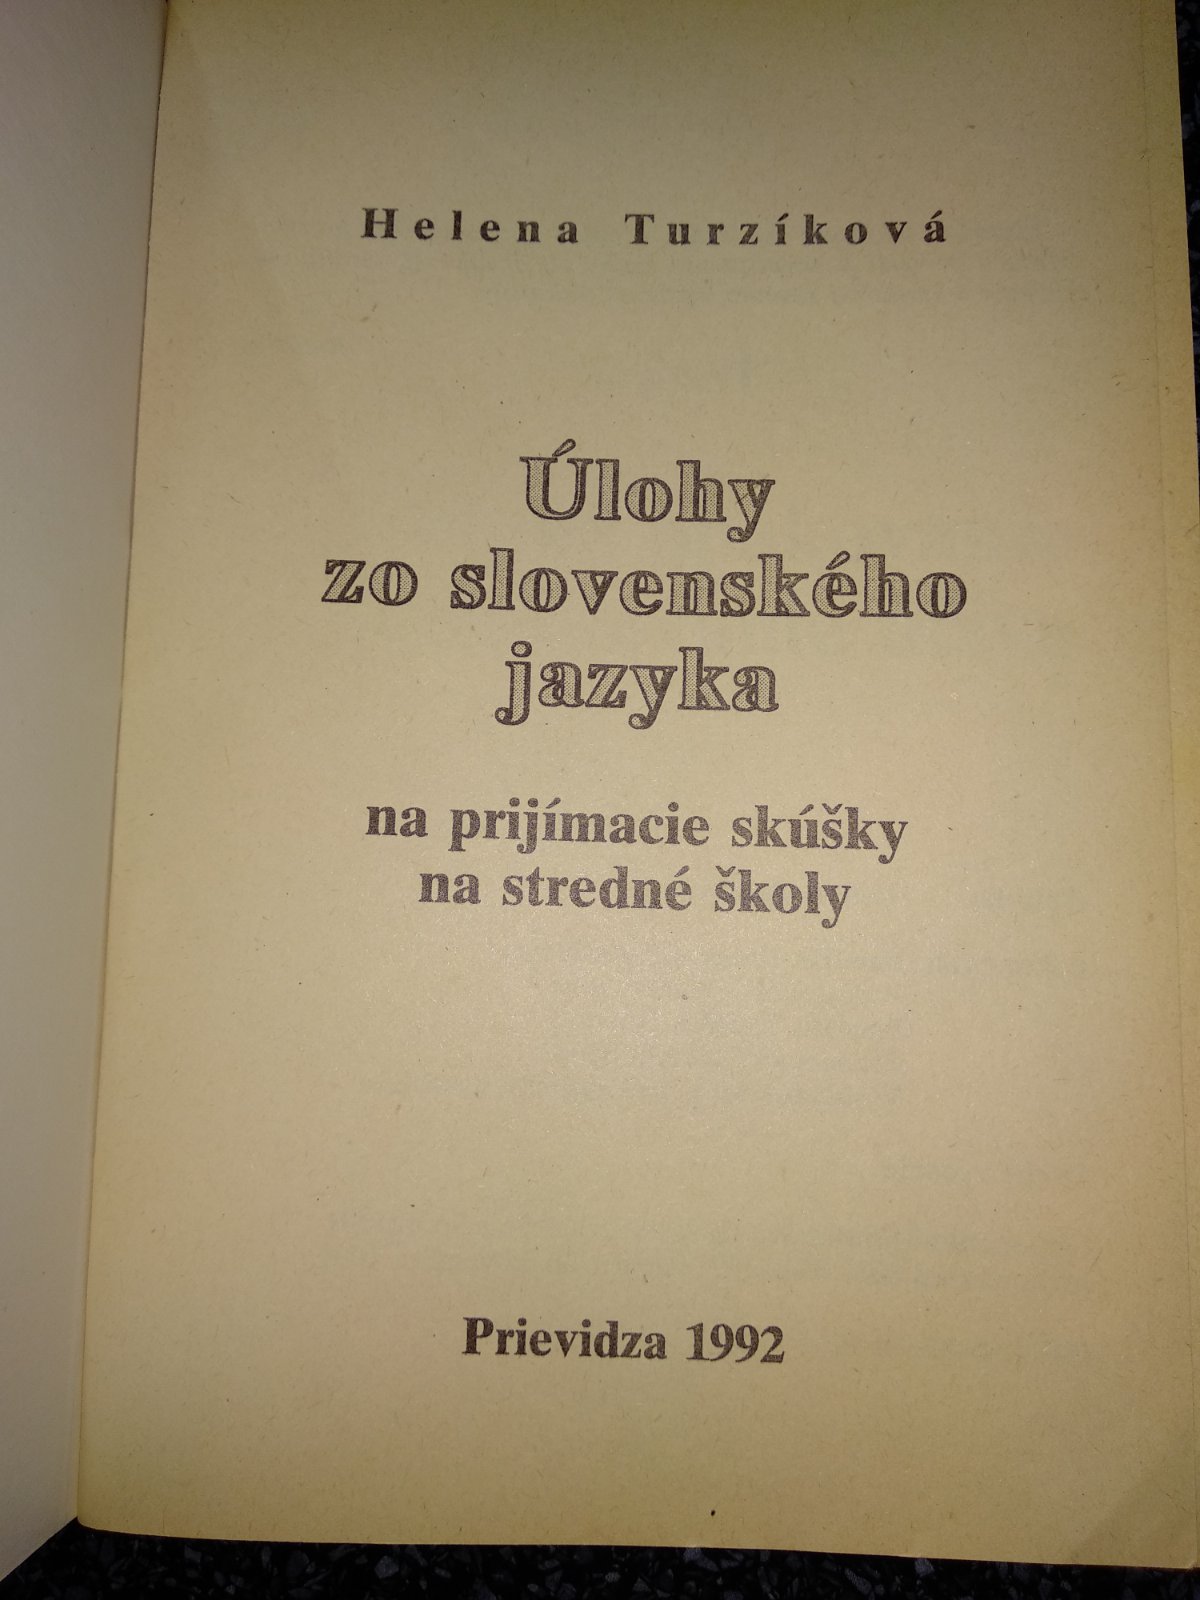 Helena Turzíková
Úlohy
zo slovenského
jazyka
na prijímacie skúšky
na stredné školy
Prievidza 1992